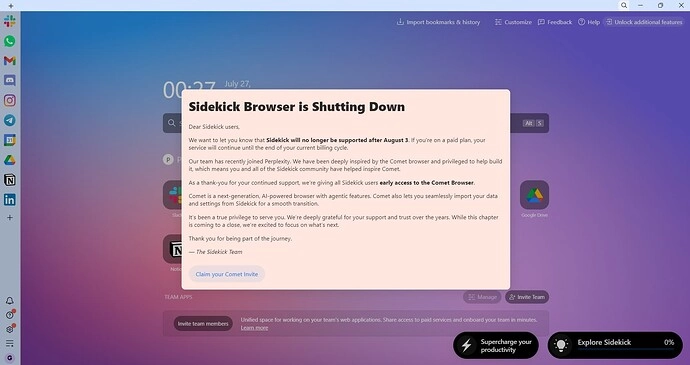 Import bookmarks & history
Customize
Feedback
Help
Unlock additional features
00:27
July 27,
Sidekick Browser is Shutting Down
Dear Sidekick users,
We want to let you know that Sidekick will no longer be supported after August 3. If you're on a paid plan, your
service will continue until the end of your current billing cycle.
Our team has recently joined Perplexity. We have been deeply inspired by the Comet browser and privileged to help build
it, which means you and all of the Sidekick community have helped inspire Comet.
As a thank-you for your continued support, we're giving all Sidekick users early access to the Comet Browser.
Comet is a next-generation, AI-powered browser with agentic features. Comet also lets you seamlessly import your data
and settings from Sidekick for a smooth transition.
It's been a true privilege to serve you. We're deeply grateful for your support and trust over the years. While this chapter
is coming to a close, we're excited to focus on what's next.
Thank you for being part of the journey.
— The Sidekick Team
Claim your Comet Invite
Alt S
P
Google Drive
TEAM APPS
Manage
Invite Team
Invite team members
Unified space for working on your team's web applications. Share access to paid services and onboard your team in minutes.
Learn more
Supercharge your
productivity
Explore Sidekick 0%
G